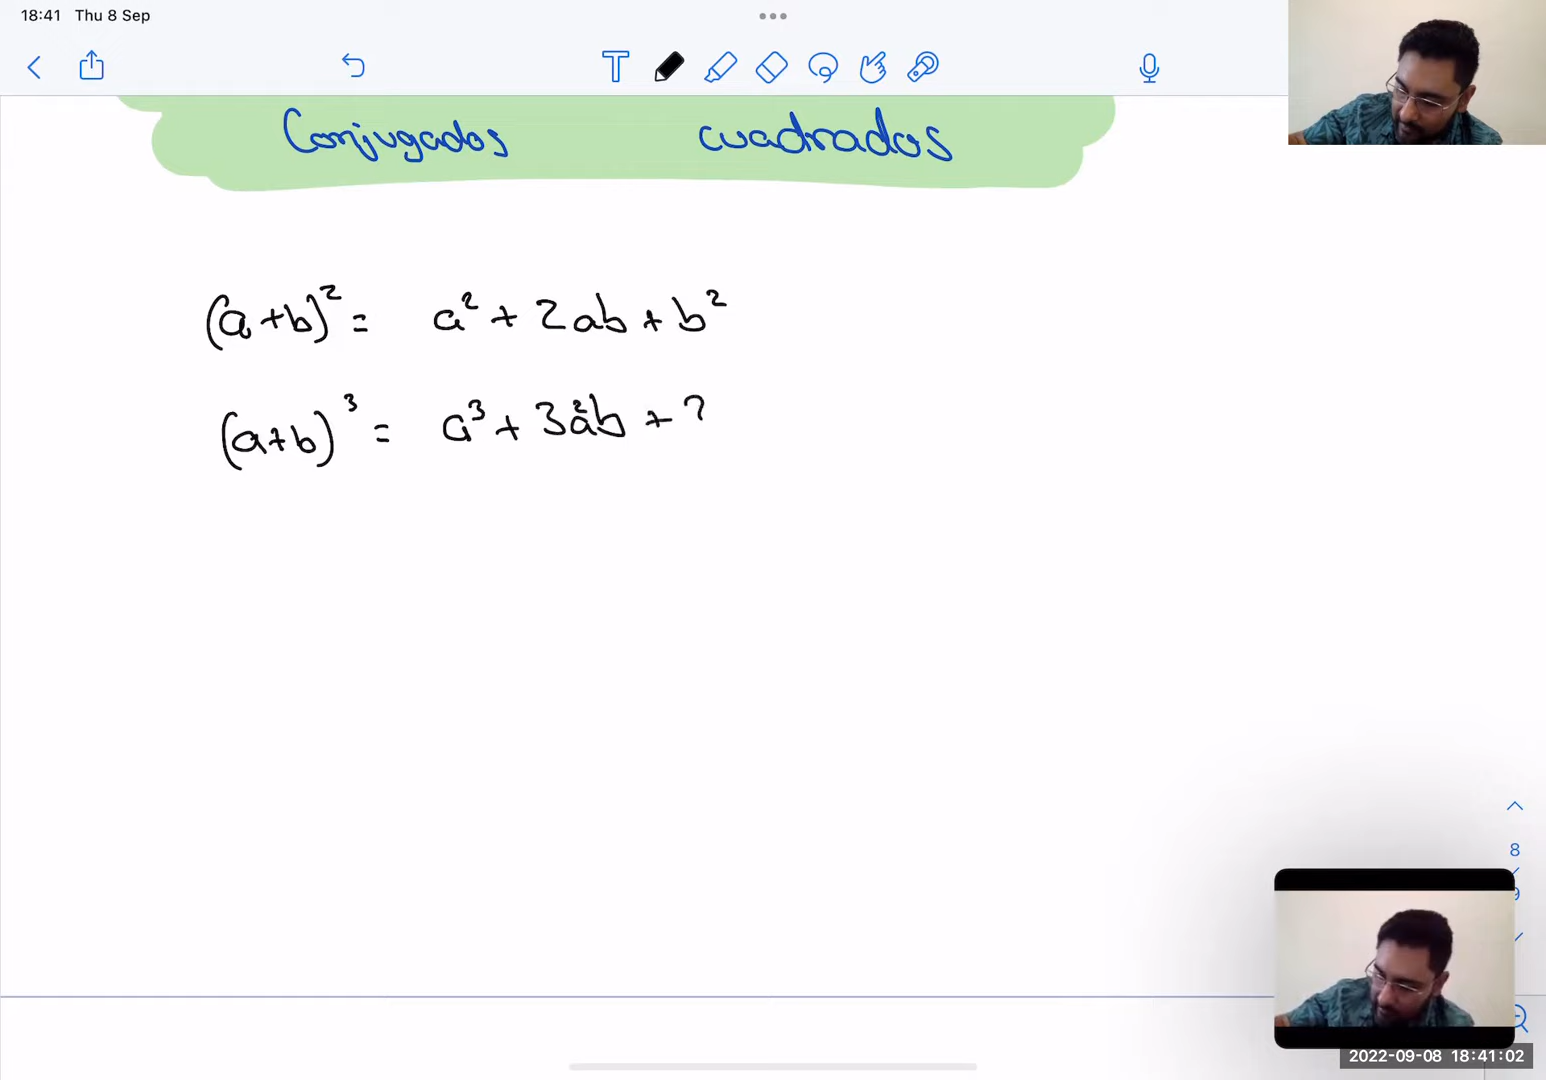 18:41 Thu 8 Sep
T
Conjugados cuadrados
(a+b)² = a² + 2ab + b²
(a+b)³ = a³ + 3a²b +
8
9
2022-09-08 18:41:02